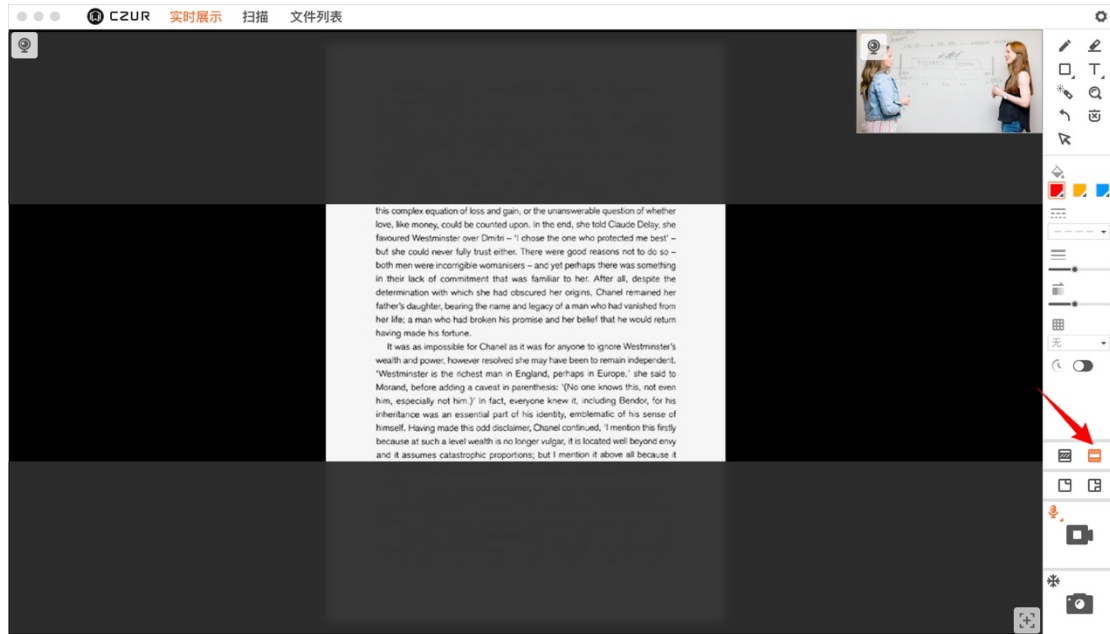 CZUR 实时展示 扫描 文件列表
this complex equation of loss and gain, or the unanswerable question of whether
love, like money, could be counted upon. In the end, she told Claude Delay, she
favoured Westminster over Dmitri – 'I chose the one who protected me best' –
but she could never fully trust either. There were good reasons not to do so –
both men were incorrigible womanisers – and yet perhaps there was something
in their lack of commitment that was familiar to her. After all, despite the
determination with which she had obscured her origins, Chanel remained her
father's daughter, bearing the name and legacy of a man who had vanished from
her life; a man who had broken his promise and her belief that he would return
having made his fortune.
It was as impossible for Chanel as it was for anyone to ignore Westminster's
wealth and power, however resolved she may have been to remain independent.
'Westminster is the richest man in England, perhaps in Europe,' she said to
Morand, before adding a caveat in parenthesis: '(No one knows this, not even
him, especially not him.)' In fact, everyone knew it, including Bendor, for his
inheritance was an essential part of his identity, emblematic of his sense of
himself. Having made this odd disclaimer, Chanel continued, 'I mention this firstly
because at such a level wealth is no longer vulgar, it is located well beyond envy
and it assumes catastrophic proportions; but I mention it above all because it
T
无